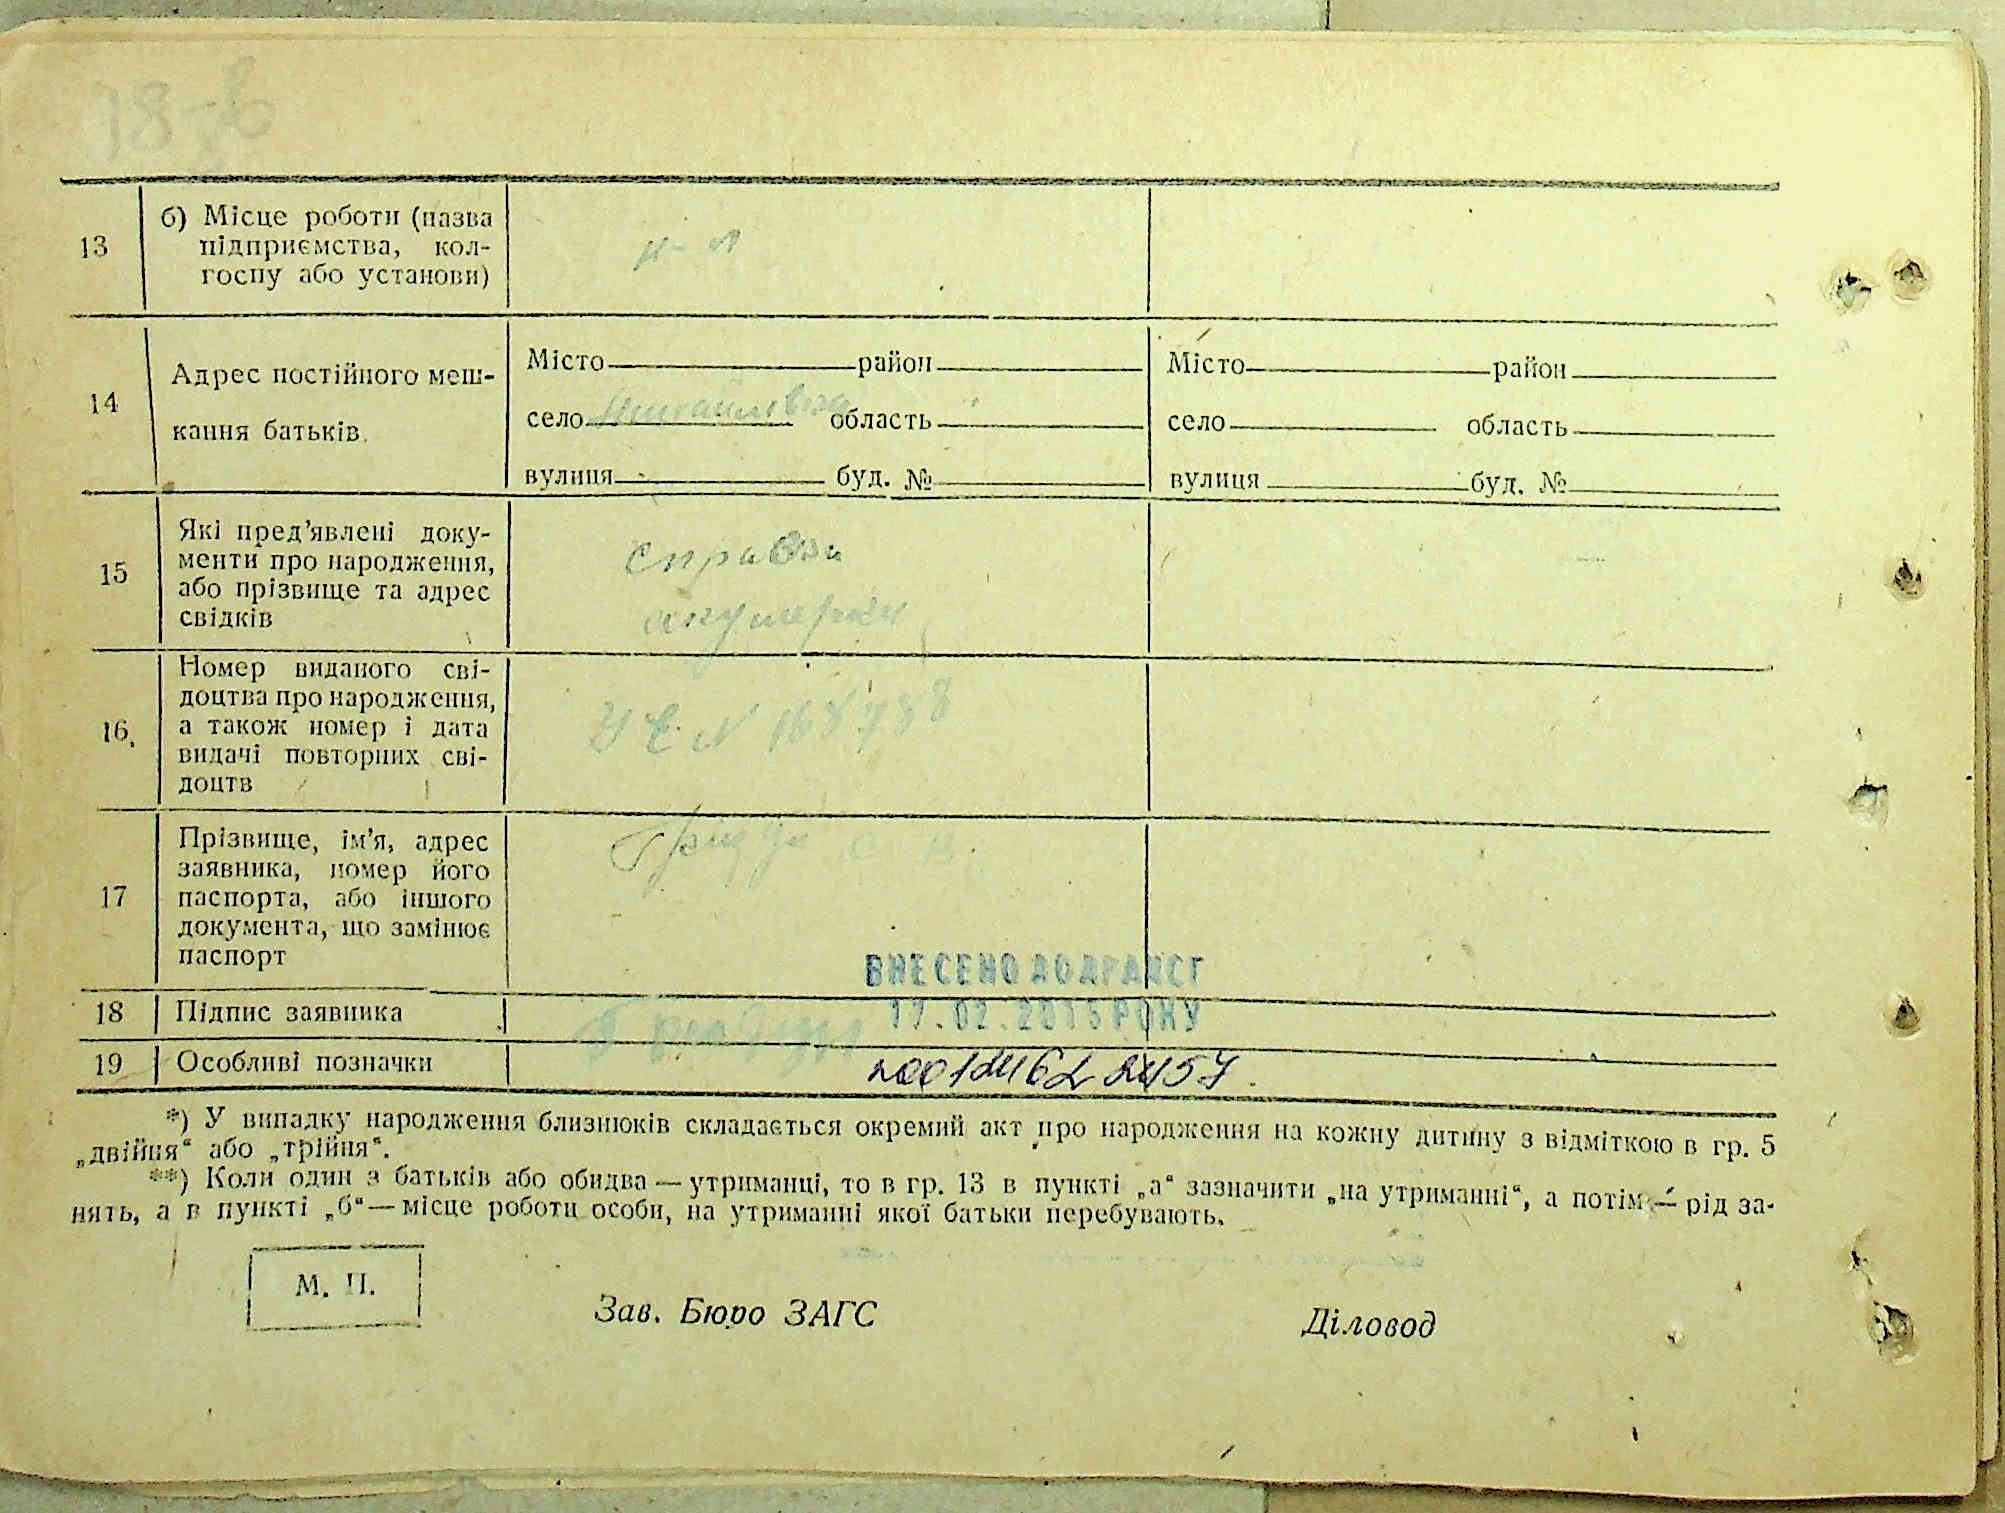 13
б) Місце роботи (назва
підприємства, кол-
госпу або установи)
14
Адрес постійного меш-
кання батьків
Місто район
село область
вулиця буд. №
Місто район
село область
вулиця буд. №
15
Які пред’явлені доку-
менти про народження,
або прізвище та адрес
свідків
справка
акушерки
16
Номер виданого сві-
доцтва про народження,
а також номер і дата
видачі повторних сві-
доцтв
17
Прізвище, ім’я, адрес
заявника, номер його
паспорта, або іншого
документа, що замінює
паспорт
ВНЕСЕНО ДО ДРАЦСГ
17.02.2015 РОКУ
18 Підпис заявника
19 Особливі позначки
*) У випадку народження близнюків складається окремий акт про народження на кожну дитину з відміткою в гр. 5
„двійня“ або „трійня“.
**) Коли один з батьків або обидва — утриманці, то в гр. 13 в пункті „а“ зазначити „на утриманні“, а потім — рід за-
нять, а в пункті „б“ — місце роботи особи, на утриманні якої батьки перебувають.
М. П.
Зав. Бюро ЗАГС
Діловод